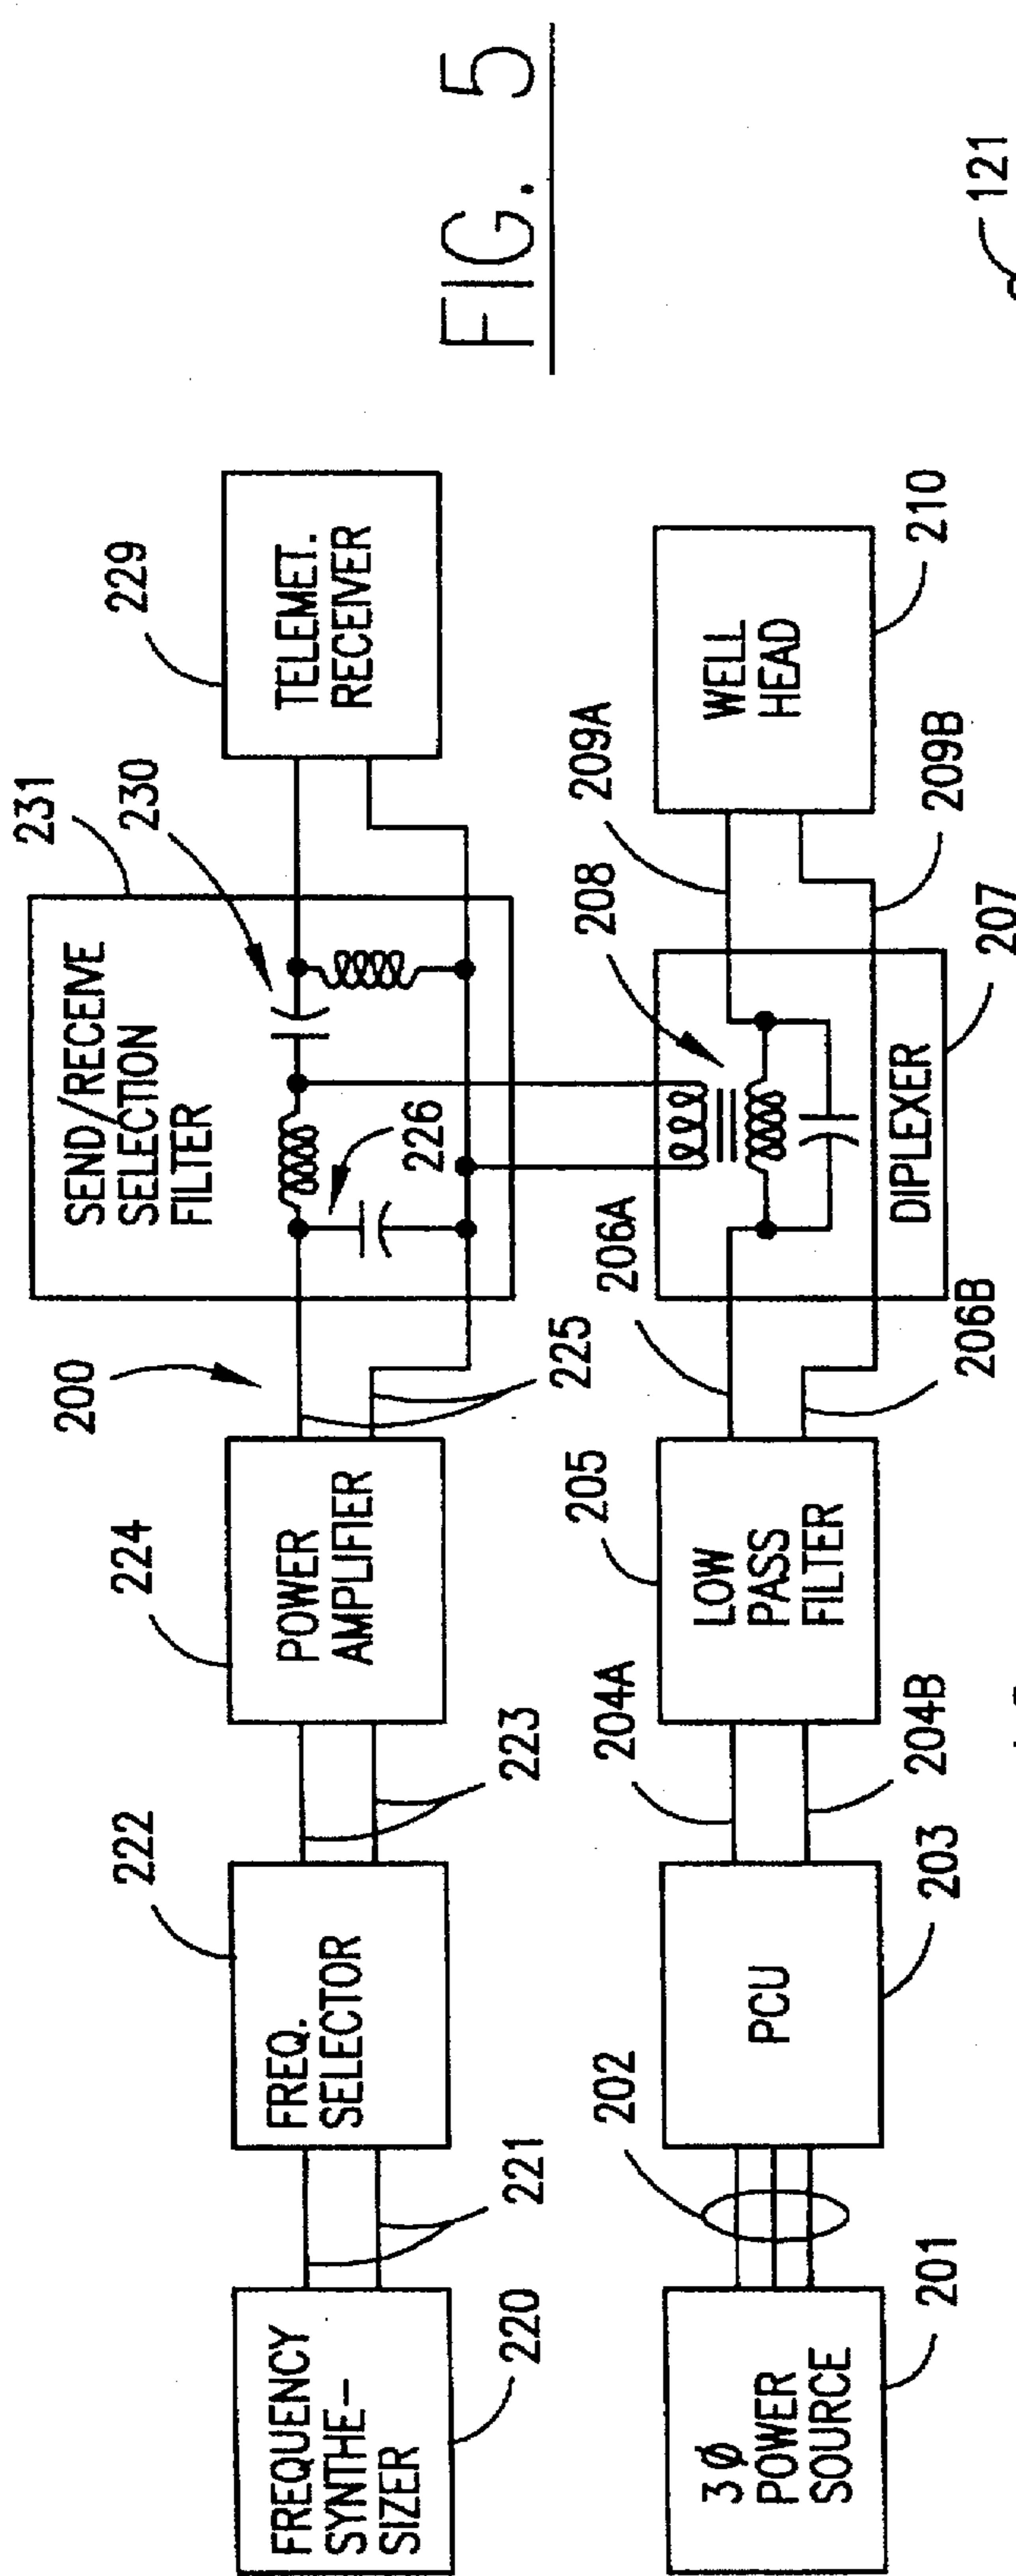 FIG. 5
231
SEND/RECEIVE
SELECTION
FILTER
230
226
229
TELEMET.
RECEIVER
200
225
224
POWER
AMPLIFIER
223
222
FREQ.
SELECTOR
221
FREQUENCY
SYNTHE-
SIZER
220
3Ø
POWER
SOURCE
201
202
PCU
203
204A
204B
205
LOW
PASS
FILTER
206A
206B
208
DIPLEXER
207
209A
209B
WELL
HEAD
210
121